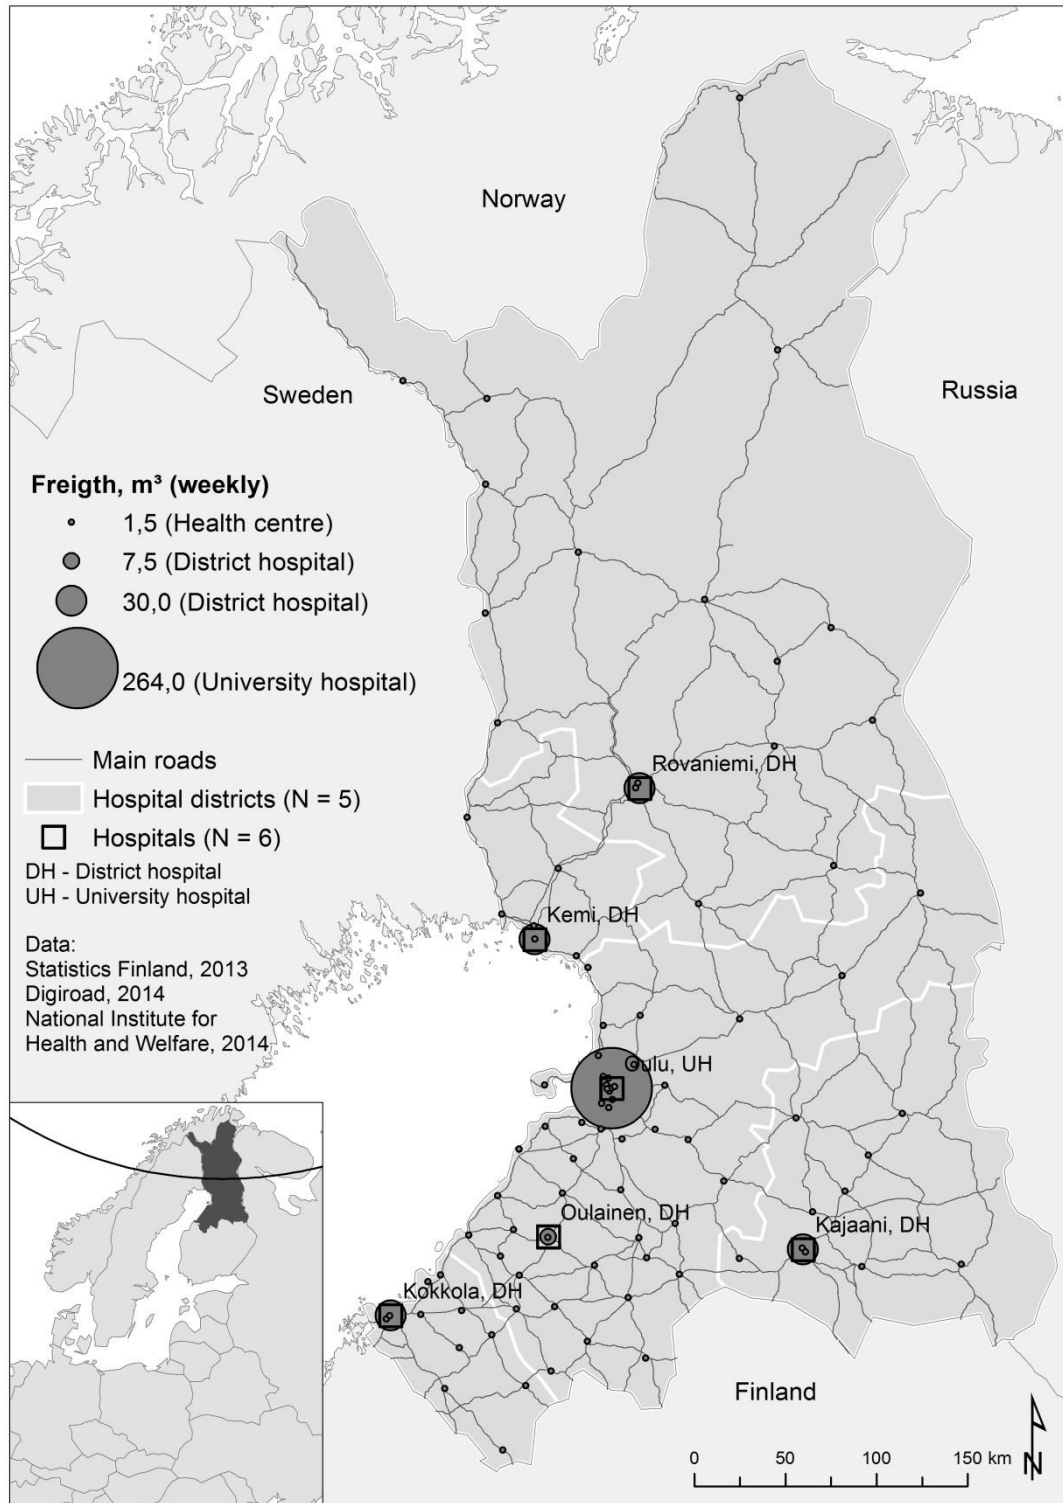 Norway
Sweden
Russia
Freigth, m³ (weekly)
1,5 (Health centre)
7,5 (District hospital)
30,0 (District hospital)
264,0 (University hospital)
Main roads
Hospital districts (N = 5)
Hospitals (N = 6)
DH - District hospital
UH - University hospital
Data:
Statistics Finland, 2013
Digiroad, 2014
National Institute for
Health and Welfare, 2014
Rovaniemi, DH
Kemi, DH
Oulu, UH
Oulainen, DH
Kajaani, DH
Kokkola, DH
Finland
0 50 100 150 km
N